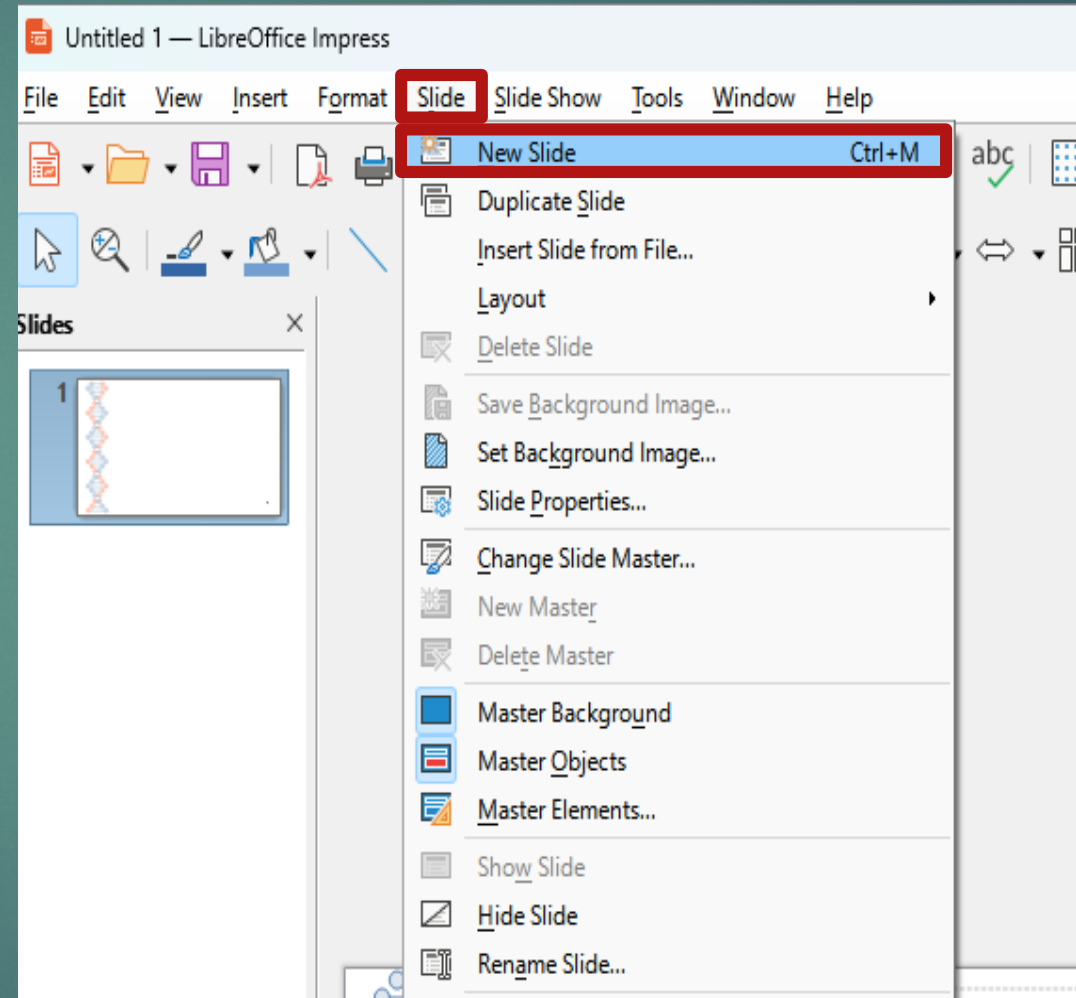 Untitled 1 — LibreOffice Impress
File Edit View Insert Format Slide Slide Show Tools Window Help
New Slide Ctrl+M
abc
Duplicate Slide
Insert Slide from File...
Layout
Slides
Delete Slide
1
Save Background Image...
Set Background Image...
Slide Properties...
Change Slide Master...
New Master
Delete Master
Master Background
Master Objects
Master Elements...
Show Slide
Hide Slide
Rename Slide...